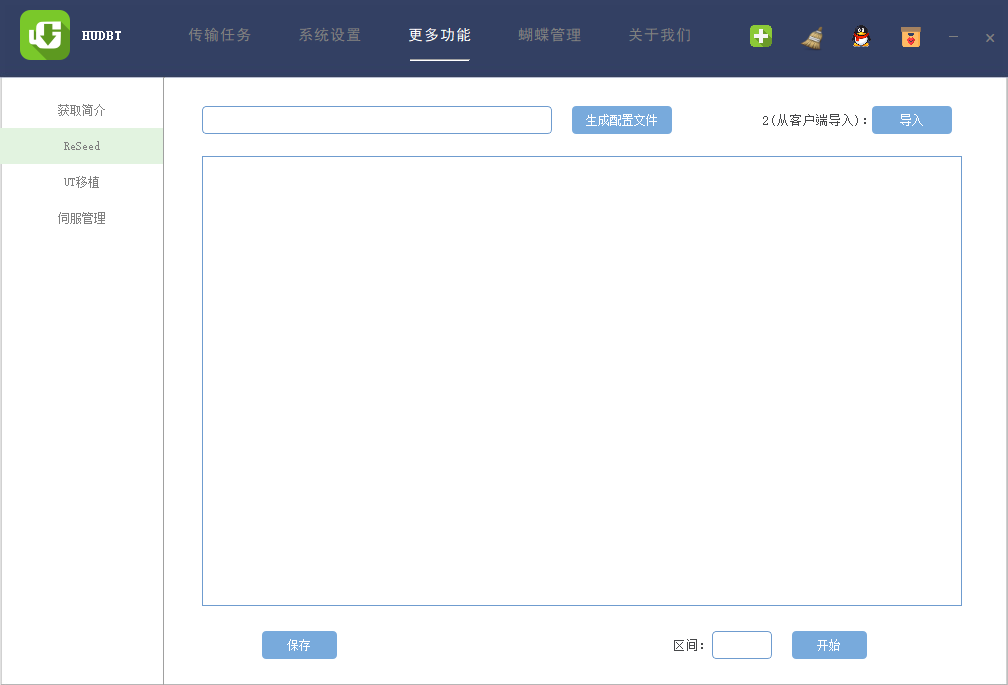 HUDBT
传输任务
系统设置
更多功能
蝴蝶管理
关于我们
获取简介
ReSeed
UT移植
伺服管理
生成配置文件
2(从客户端导入):
导入
保存
区间:
开始